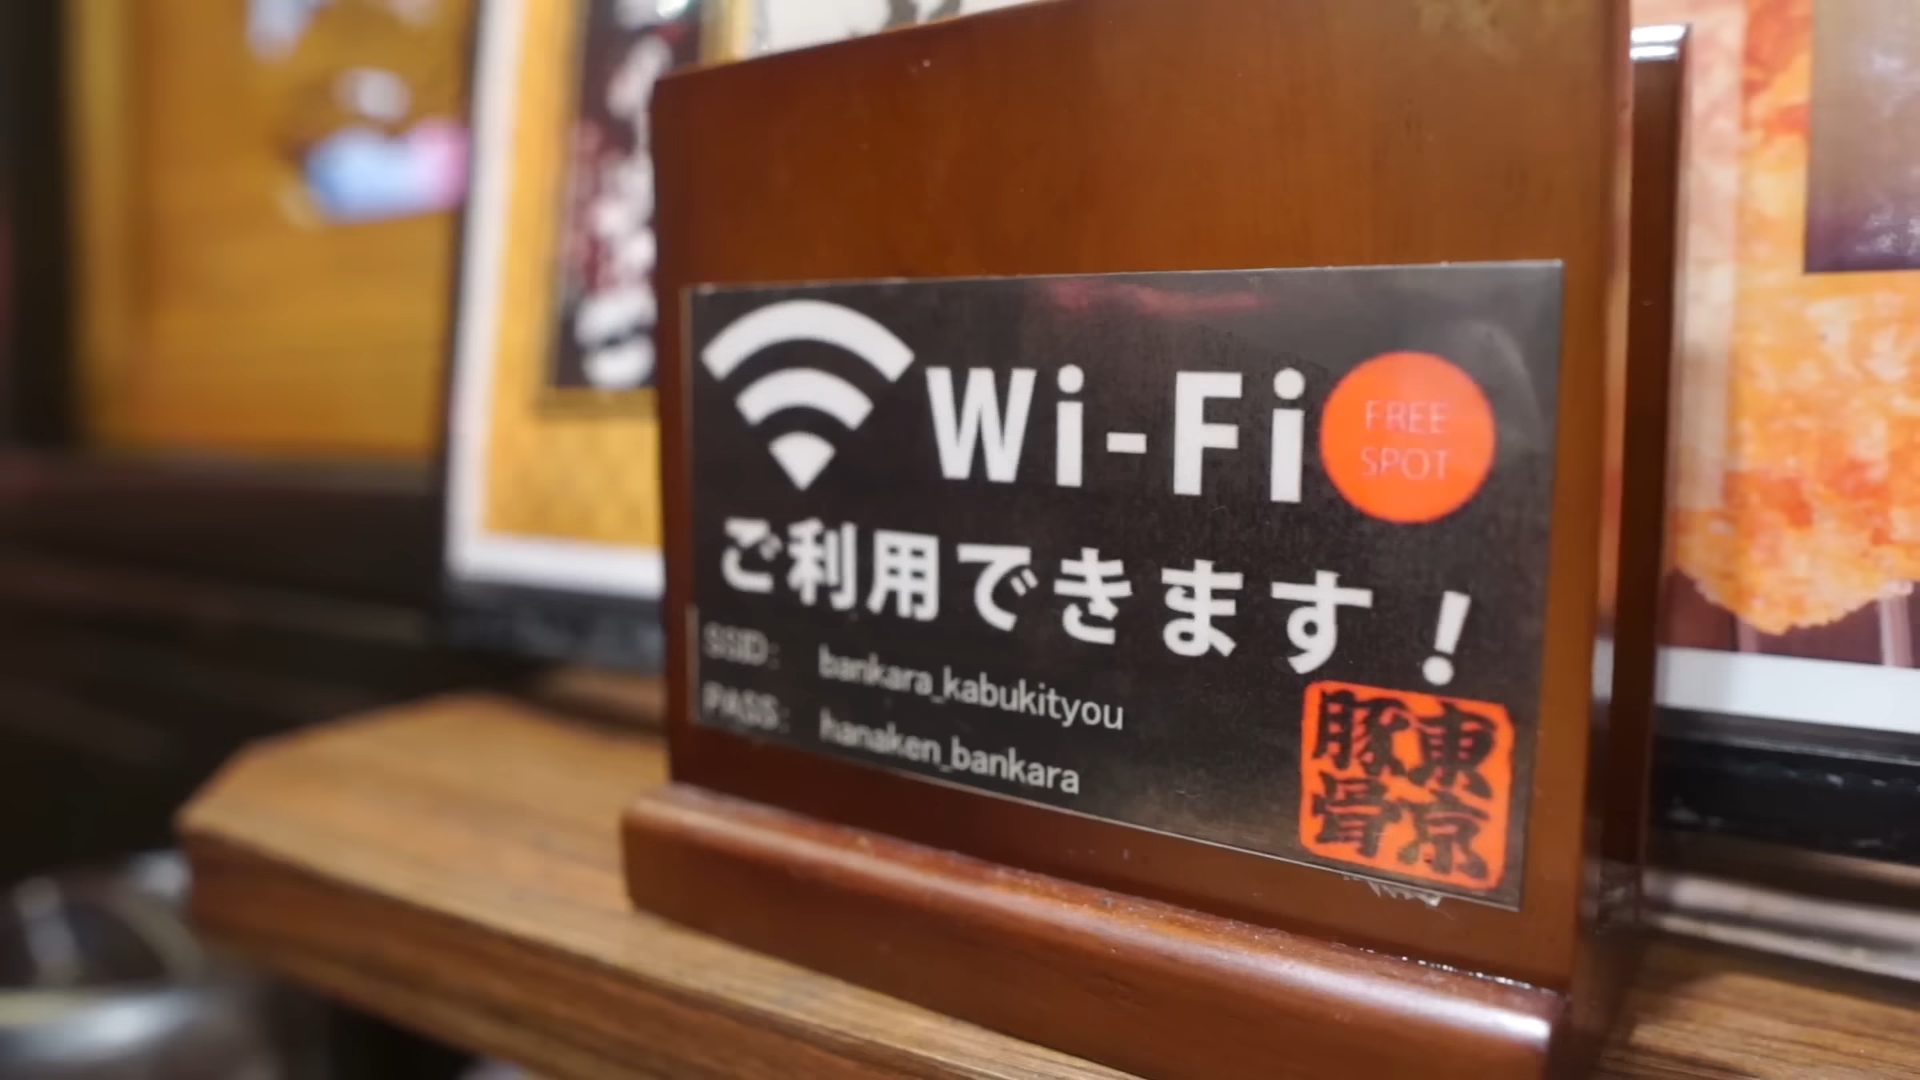 Wi-Fi
FREE
SPOT
ご利用できます！
SSID: bankara_kabukityou
PASS: hanaken_bankara
東京
豚骨